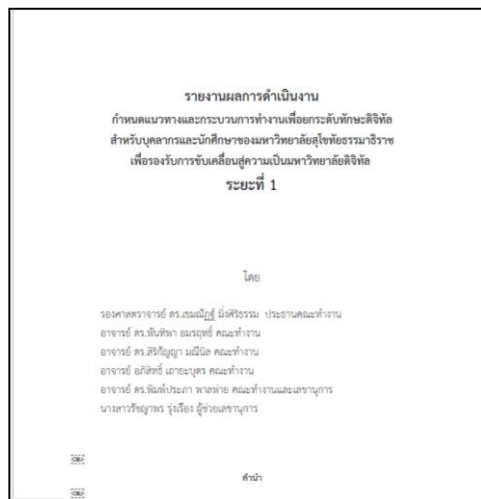 รายงานผลการดำเนินงาน
กำหนดแนวทางและกระบวนการทำงานเพื่อยกระดับทักษะดิจิทัล
สำหรับบุคลากรและนักศึกษาของมหาวิทยาลัยสุโขทัยธรรมาธิราช
เพื่อรองรับการขับเคลื่อนสู่ความเป็นมหาวิทยาลัยดิจิทัล
ระยะที่ 1
โดย
รองศาสตราจารย์ ดร.เขมณัฏฐ์ มิ่งศิริธรรม ประธานคณะทำงาน
อาจารย์ ดร.พันทิพา อมรฤทธิ์ คณะทำงาน
อาจารย์ ดร.สิริกัญญา มณีนิล คณะทำงาน
อาจารย์ อภิสิทธิ์ เถายะบุตร คณะทำงาน
อาจารย์ ดร.พิมพ์ประภา พาลพ่าย คณะทำงานและเลขานุการ
นางสาวรัชญาพร รุ่งเรือง ผู้ช่วยเลขานุการ
คำนำ